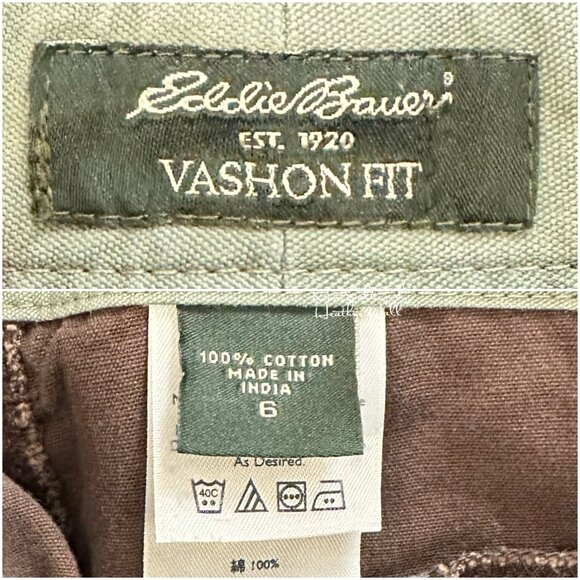 Eddie Bauer®
EST. 1920
VASHON FIT
100% COTTON
MADE IN
INDIA
6
As Desired.
40C
綿 100%